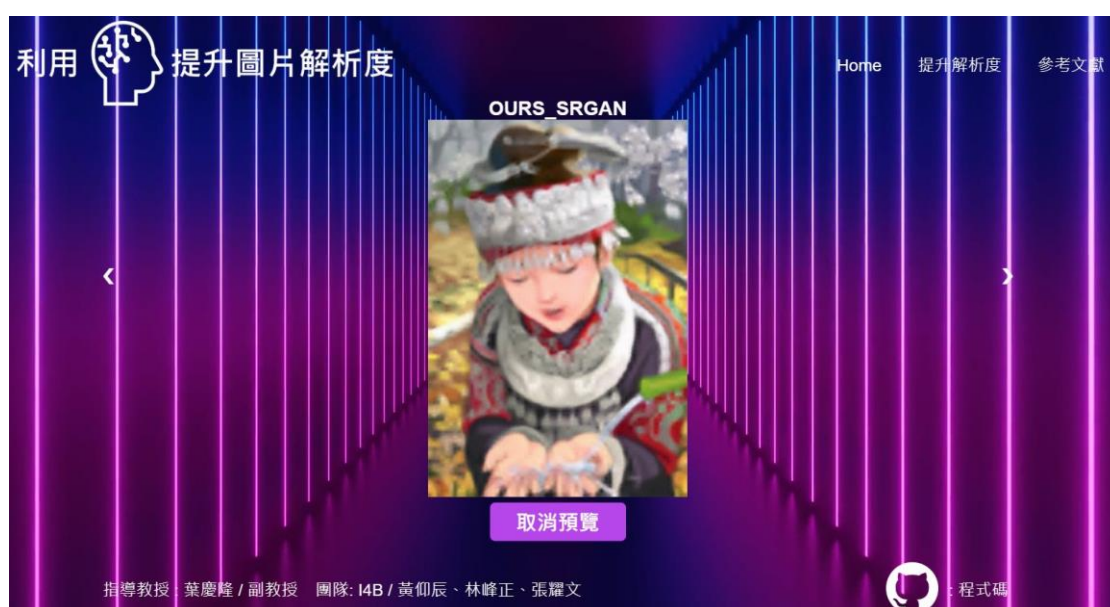 利用 提升圖片解析度
Home 提升解析度 參考文獻
OURS_SRGAN
‹ ›
取消預覽
指導教授 : 葉慶隆 / 副教授 團隊: I4B / 黃仰辰、林峰正、張耀文
: 程式碼